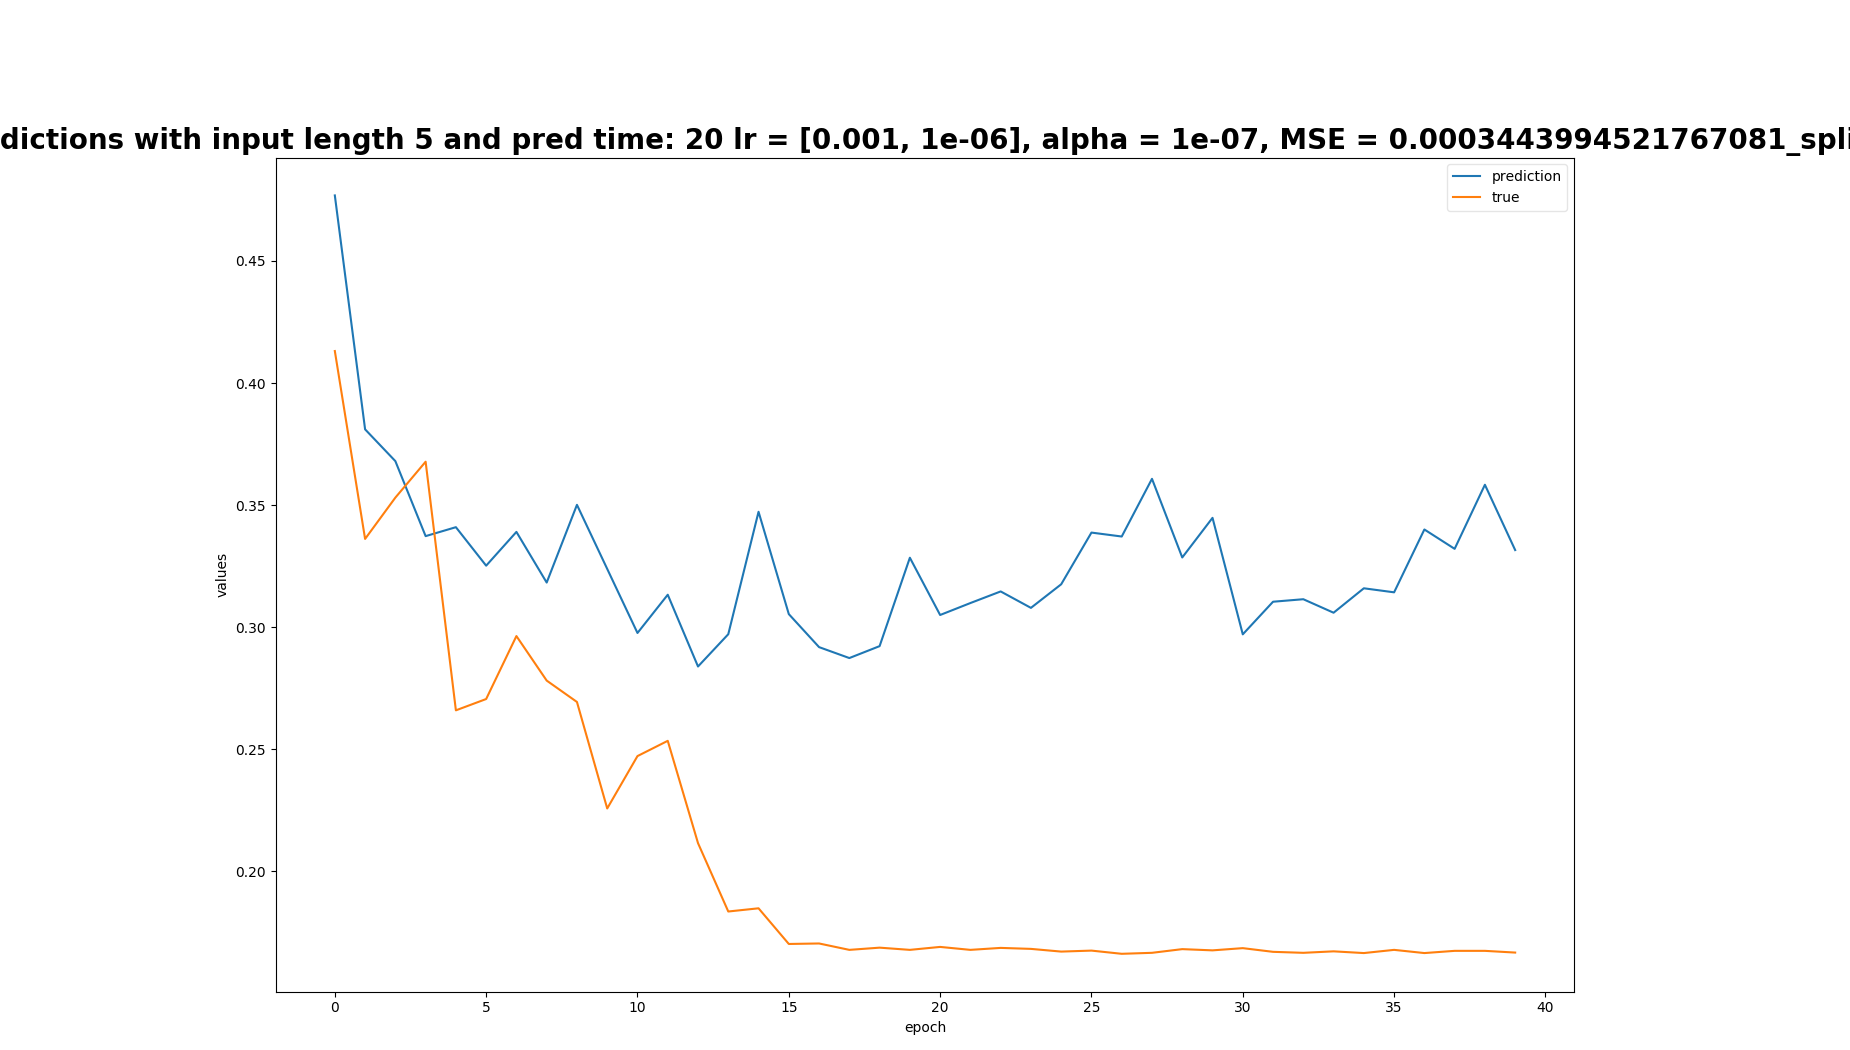 dictions with input length 5 and pred time: 20 lr = [0.001, 1e-06], alpha = 1e-07, MSE = 0.0003443994521767081_spli
prediction
true
0.45
0.40
0.35
0.30
0.25
0.20
values
0 5 10 15 20 25 30 35 40
epoch